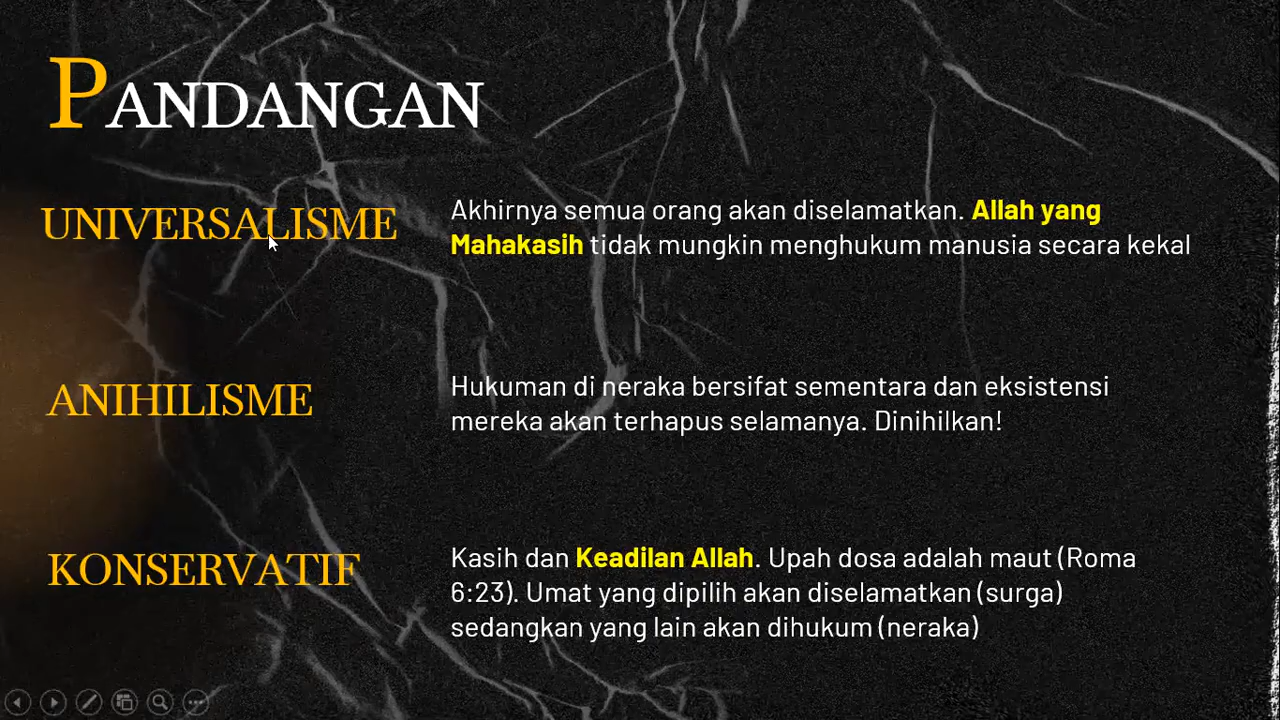 PANDANGAN
UNIVERSALISME
Akhirnya semua orang akan diselamatkan. Allah yang
Mahakasih tidak mungkin menghukum manusia secara kekal
ANIHILISME
Hukuman di neraka bersifat sementara dan eksistensi
mereka akan terhapus selamanya. Dinihilkan!
KONSERVATIF
Kasih dan Keadilan Allah. Upah dosa adalah maut (Roma
6:23). Umat yang dipilih akan diselamatkan (surga)
sedangkan yang lain akan dihukum (neraka)